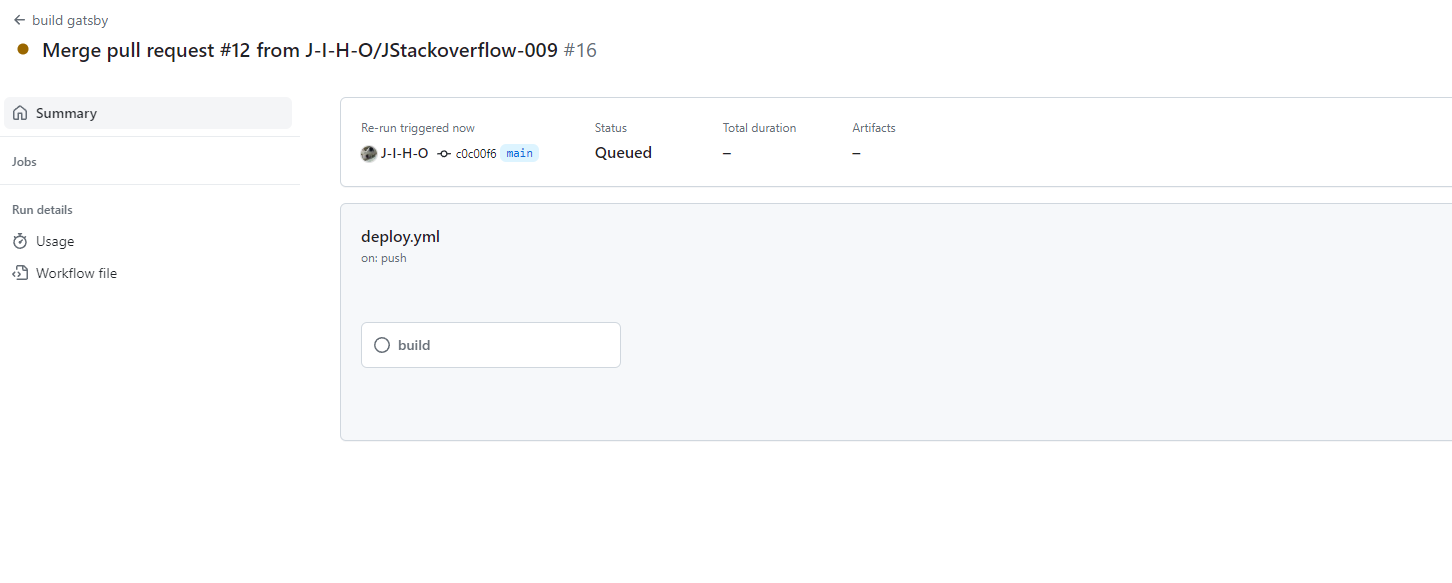 build gatsby
Merge pull request #12 from J-I-H-O/JStackoverflow-009 #16
Summary
Jobs
Run details
Usage
Workflow file
Re-run triggered now
J-I-H-O c0c00f6 main
Status
Queued
Total duration
–
Artifacts
–
deploy.yml
on: push
build